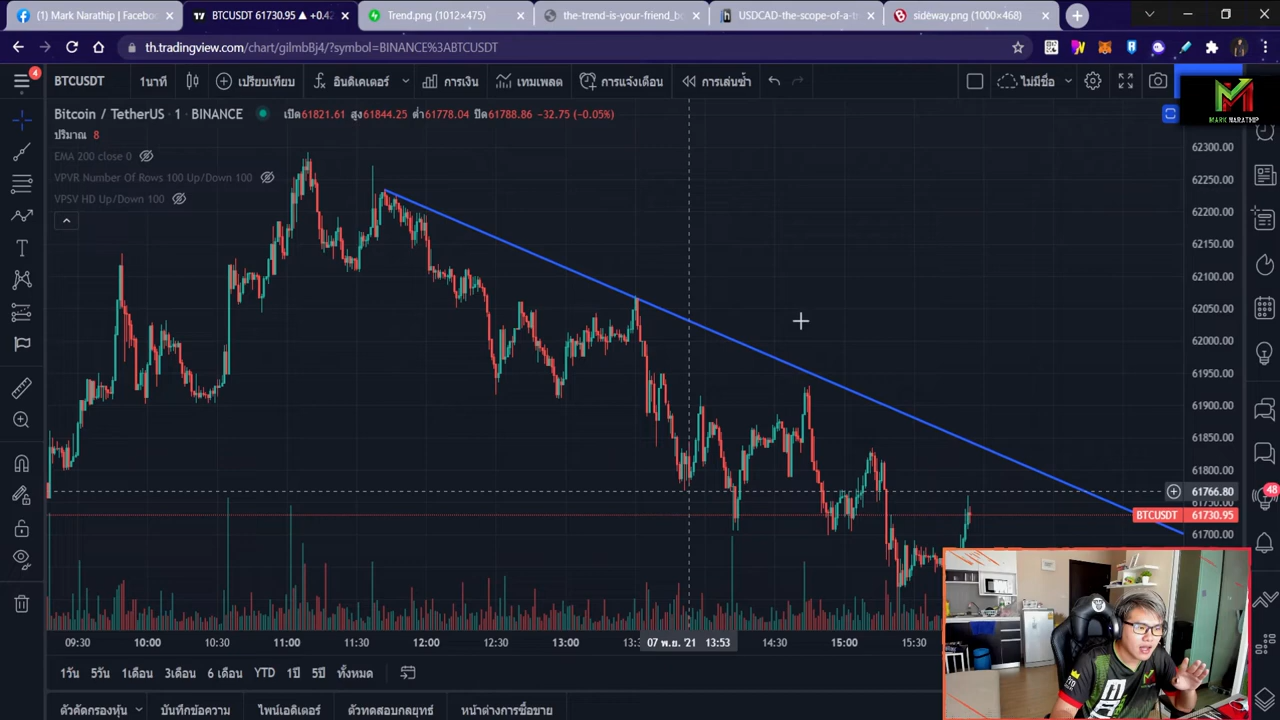 Mark Narathip | Facebo
BTCUSDT 61730.95 ▲ +0.42
Trend.png (1012×475)
the-trend-is-your-friend_b
USDCAD-the-scope-of-a-t
sideway.png (1000×468)
th.tradingview.com/chart/gilmbBj4/?symbol=BINANCE%3ABTCUSDT
4
BTCUSDT
1นาที
เปรียบเทียบ
อินดิเคเตอร์
การเงิน
เทมเพลต
การแจ้งเตือน
การเล่นซ้ำ
ไม่มีชื่อ
MARK NARATHIP
Bitcoin / TetherUS · 1 · BINANCE
เปิด61821.61 สูง61844.25 ต่ำ61778.04 ปิด61788.86 -32.75 (-0.05%)
ปริมาณ 8
EMA 200 close 0
VPVR Number Of Rows 100 Up/Down 100
VPSV HD Up/Down 100
62300.00
62250.00
62200.00
62150.00
62100.00
62050.00
62000.00
61950.00
61900.00
61850.00
61800.00
61766.80
61750.00
BTCUSDT 61730.95
61700.00
48
09:30
10:00
10:30
11:00
11:30
12:00
12:30
13:00
07 พ.ย. '21 13:53
14:30
15:00
15:30
1วัน
5วัน
1เดือน
3เดือน
6 เดือน
YTD
1ปี
5ปี
ทั้งหมด
ตัวคัดกรองหุ้น
บันทึกข้อความ
ไพน์เอดิเตอร์
ตัวทดสอบกลยุทธ์
หน้าต่างการซื้อขาย